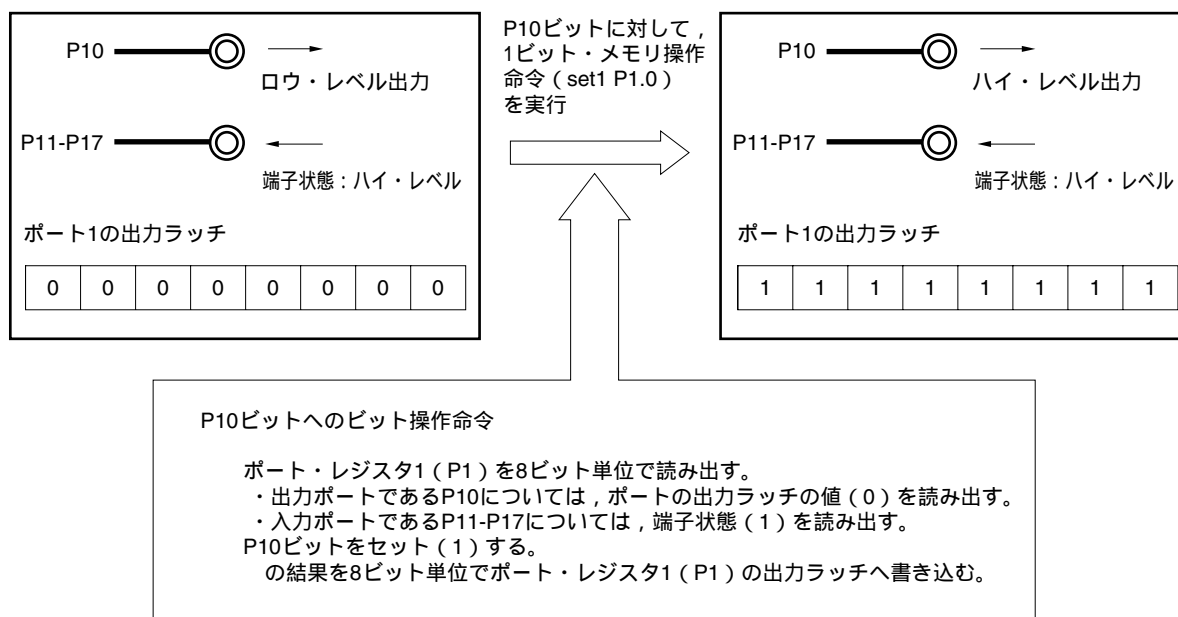 P10
ロウ・レベル出力
P11-P17
端子状態：ハイ・レベル
ポート1の出力ラッチ
0 0 0 0 0 0 0 0
P10ビットに対して，
1ビット・メモリ操作
命令（set1 P1.0）
を実行
P10
ハイ・レベル出力
P11-P17
端子状態：ハイ・レベル
ポート1の出力ラッチ
1 1 1 1 1 1 1 1
P10ビットへのビット操作命令
ポート・レジスタ1（P1）を8ビット単位で読み出す。
・出力ポートであるP10については，ポートの出力ラッチの値（0）を読み出す。
・入力ポートであるP11-P17については，端子状態（1）を読み出す。
P10ビットをセット（1）する。
の結果を8ビット単位でポート・レジスタ1（P1）の出力ラッチへ書き込む。